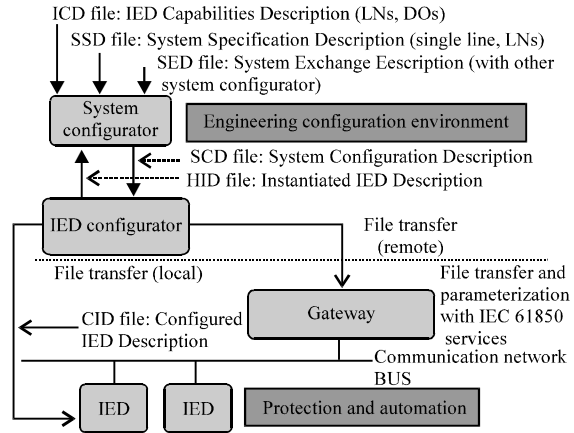 ICD file: IED Capabilities Description (LNs, DOs)
SSD file: System Specification Description (single line, LNs)
SED file: System Exchange Eescription (with other
system configurator)
System
configurator
Engineering configuration environment
SCD file: System Configuration Description
HID file: Instantiated IED Description
IED configurator
File transfer
(remote)
File transfer (local)
File transfer and
parameterization
with IEC 61850
services
Gateway
CID file: Configured
IED Description
Communication network
BUS
IED
IED
Protection and automation